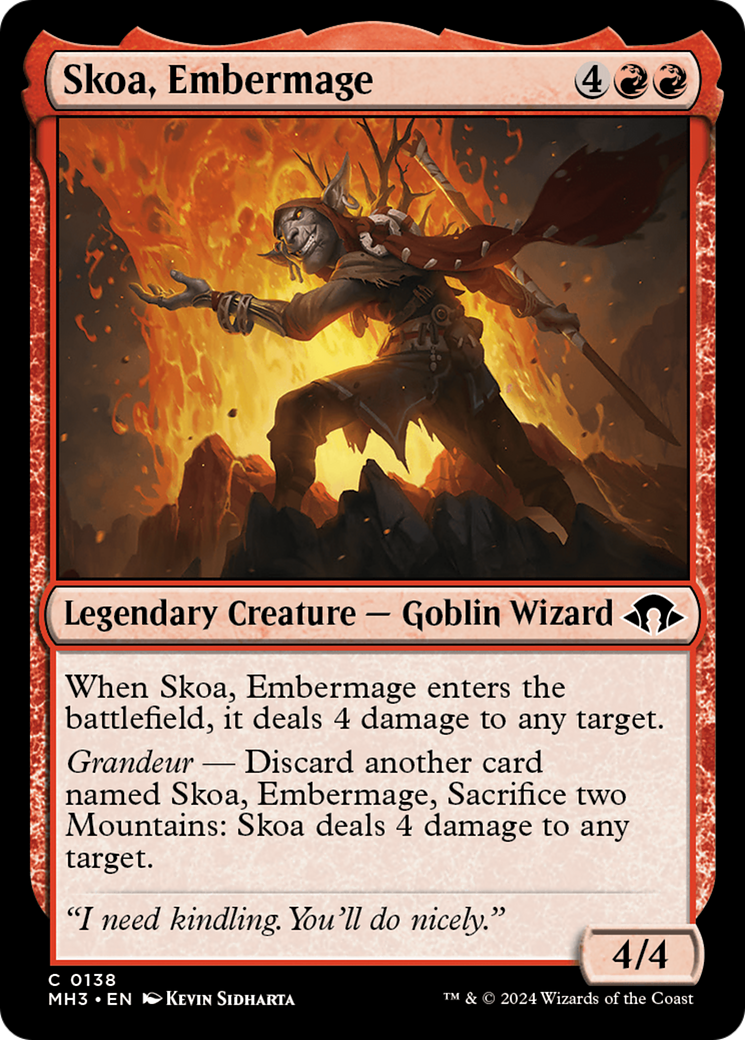 Skoa, Embermage 4
Legendary Creature — Goblin Wizard
When Skoa, Embermage enters the
battlefield, it deals 4 damage to any target.
Grandeur — Discard another card
named Skoa, Embermage, Sacrifice two
Mountains: Skoa deals 4 damage to any
target.
“I need kindling. You’ll do nicely.”
4/4
C 0138
MH3 • EN Kevin Sidharta
™ & © 2024 Wizards of the Coast